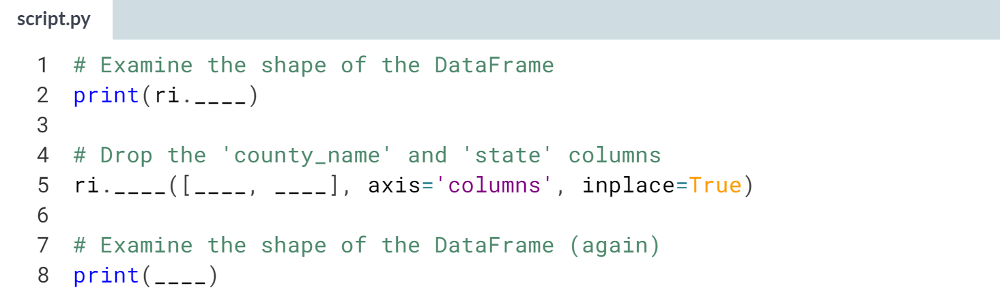 script.py
1 # Examine the shape of the DataFrame
2 print(ri.____)
3
4 # Drop the 'county_name' and 'state' columns
5 ri.____([____, ____], axis='columns', inplace=True)
6
7 # Examine the shape of the DataFrame (again)
8 print(____)